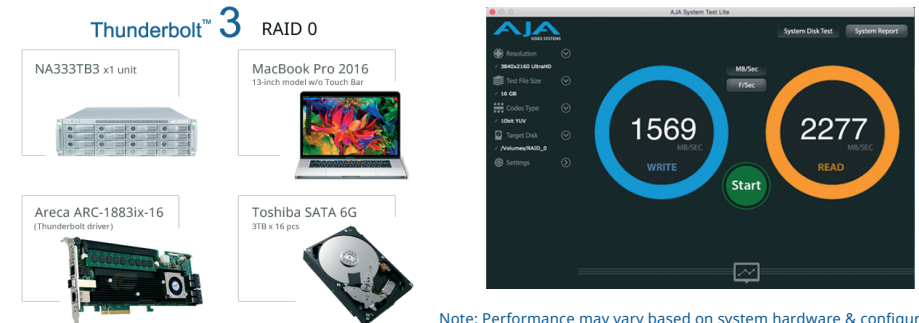 Thunderbolt™ 3 RAID 0
NA333TB3 x1 unit
MacBook Pro 2016
13-inch model w/o Touch Bar
Areca ARC-1883ix-16
(Thunderbolt driver)
Toshiba SATA 6G
3TB x 16 pcs
AJA System Test Lite
AJA
VIDEO SYSTEMS
System Disk Test
System Report
Resolution
✓ 3840x2160 UltraHD
Test File Size
✓ 16 GB
Codec Type
✓ 10bit YUV
Target Disk
✓ /Volumes/RAID_0
Settings
MB/Sec
F/Sec
1569
MB/SEC
WRITE
2277
MB/SEC
READ
Start
Note: Performance may vary based on system hardware & configur